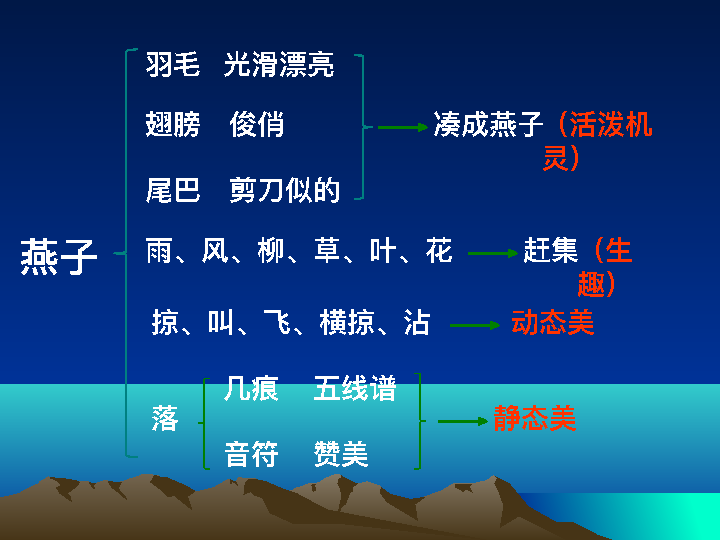 羽毛 光滑漂亮
翅膀 俊俏
凑成燕子（活泼机
灵）
尾巴 剪刀似的
燕子
雨、风、柳、草、叶、花
赶集（生
趣）
掠、叫、飞、横掠、沾
动态美
落
几痕 五线谱
音符 赞美
静态美